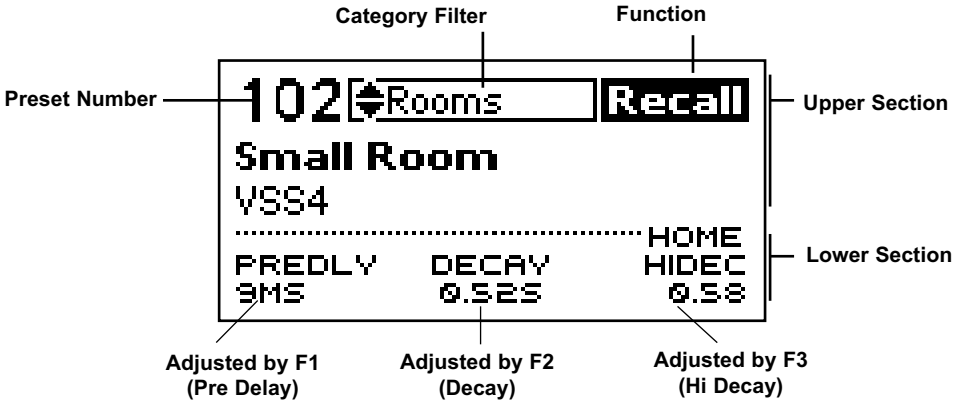 Category Filter
Function
Preset Number
102 Rooms Recall
Upper Section
Small Room
VSS4
HOME
Lower Section
PREDLY DECAY HIDEC
9MS 0.52S 0.58
Adjusted by F1
(Pre Delay)
Adjusted by F2
(Decay)
Adjusted by F3
(Hi Decay)